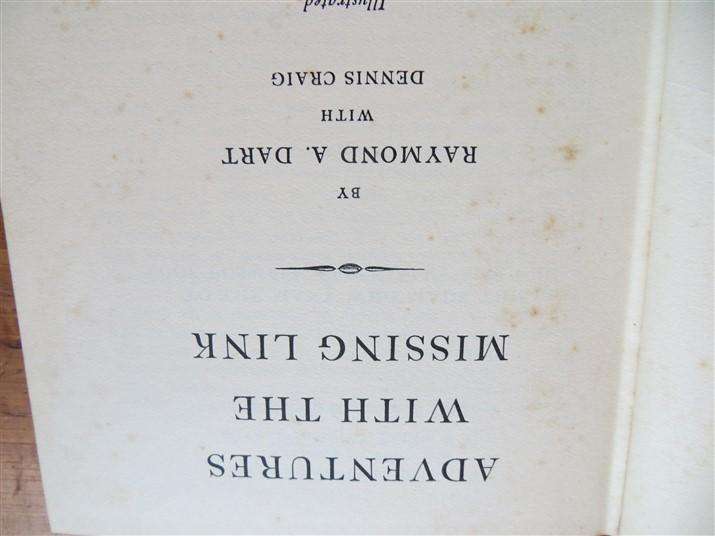 ADVENTURES
WITH THE
MISSING LINK
BY
RAYMOND A. DART
WITH
DENNIS CRAIG
Illustrated